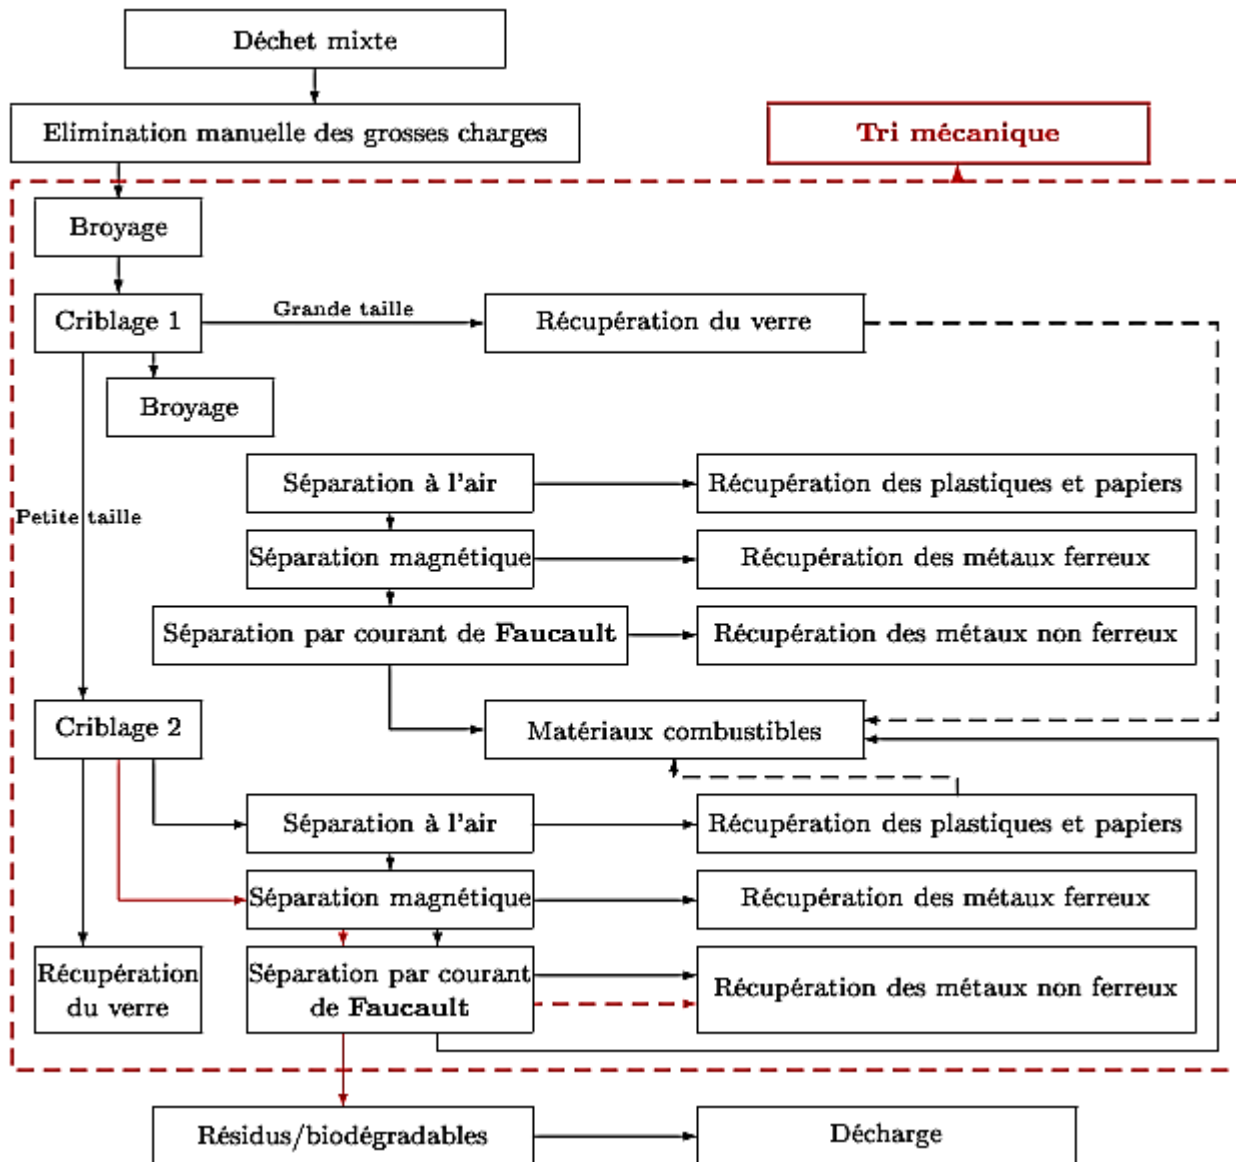 Déchet mixte
Elimination manuelle des grosses charges
Tri mécanique
Broyage
Criblage 1
Grande taille
Récupération du verre
Broyage
Séparation à l'air
Récupération des plastiques et papiers
Petite taille
Séparation magnétique
Récupération des métaux ferreux
Séparation par courant de Faucault
Récupération des métaux non ferreux
Criblage 2
Matériaux combustibles
Séparation à l'air
Récupération des plastiques et papiers
Séparation magnétique
Récupération des métaux ferreux
Récupération
du verre
Séparation par courant
de Faucault
Récupération des métaux non ferreux
Résidus/biodégradables
Décharge